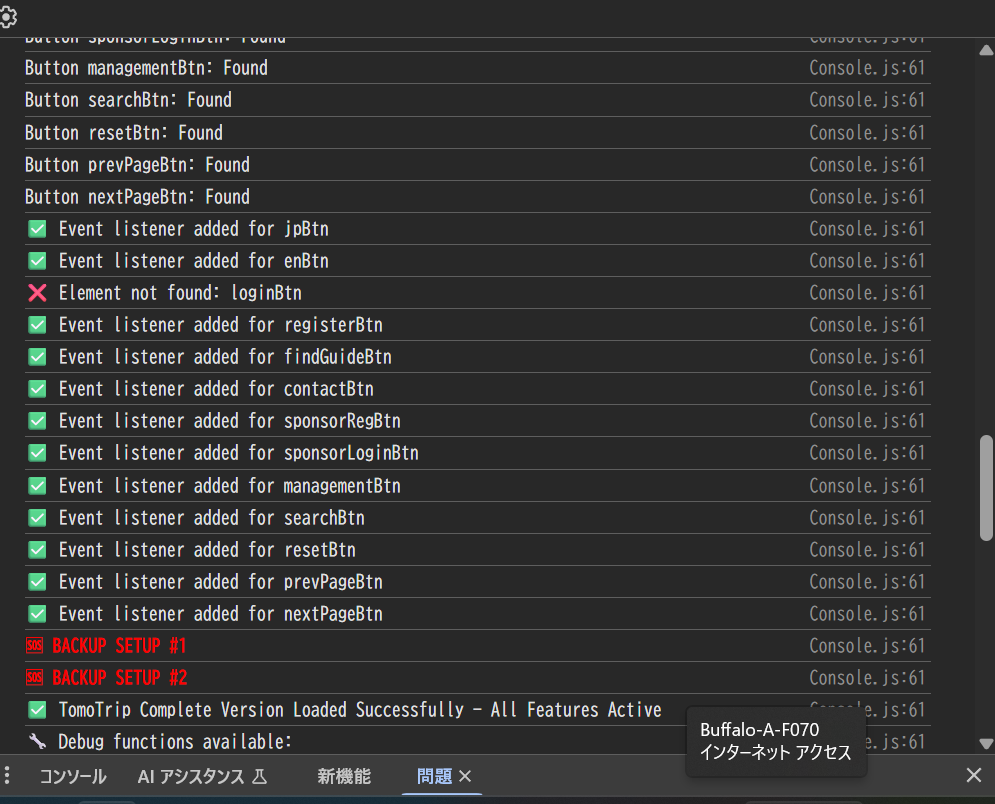 Button sponsorLoginBtn: Found Console.js:61
Button managementBtn: Found Console.js:61
Button searchBtn: Found Console.js:61
Button resetBtn: Found Console.js:61
Button prevPageBtn: Found Console.js:61
Button nextPageBtn: Found Console.js:61
✅ Event listener added for jpBtn Console.js:61
✅ Event listener added for enBtn Console.js:61
❌ Element not found: loginBtn Console.js:61
✅ Event listener added for registerBtn Console.js:61
✅ Event listener added for findGuideBtn Console.js:61
✅ Event listener added for contactBtn Console.js:61
✅ Event listener added for sponsorRegBtn Console.js:61
✅ Event listener added for sponsorLoginBtn Console.js:61
✅ Event listener added for managementBtn Console.js:61
✅ Event listener added for searchBtn Console.js:61
✅ Event listener added for resetBtn Console.js:61
✅ Event listener added for prevPageBtn Console.js:61
✅ Event listener added for nextPageBtn Console.js:61
🆘 BACKUP SETUP #1 Console.js:61
🆘 BACKUP SETUP #2 Console.js:61
✅ TomoTrip Complete Version Loaded Successfully - All Features Active Console.js:61
🔧 Debug functions available: e.js:61
Buffalo-A-F070
インターネット アクセス
コンソール AI アシスタンス 新機能 問題